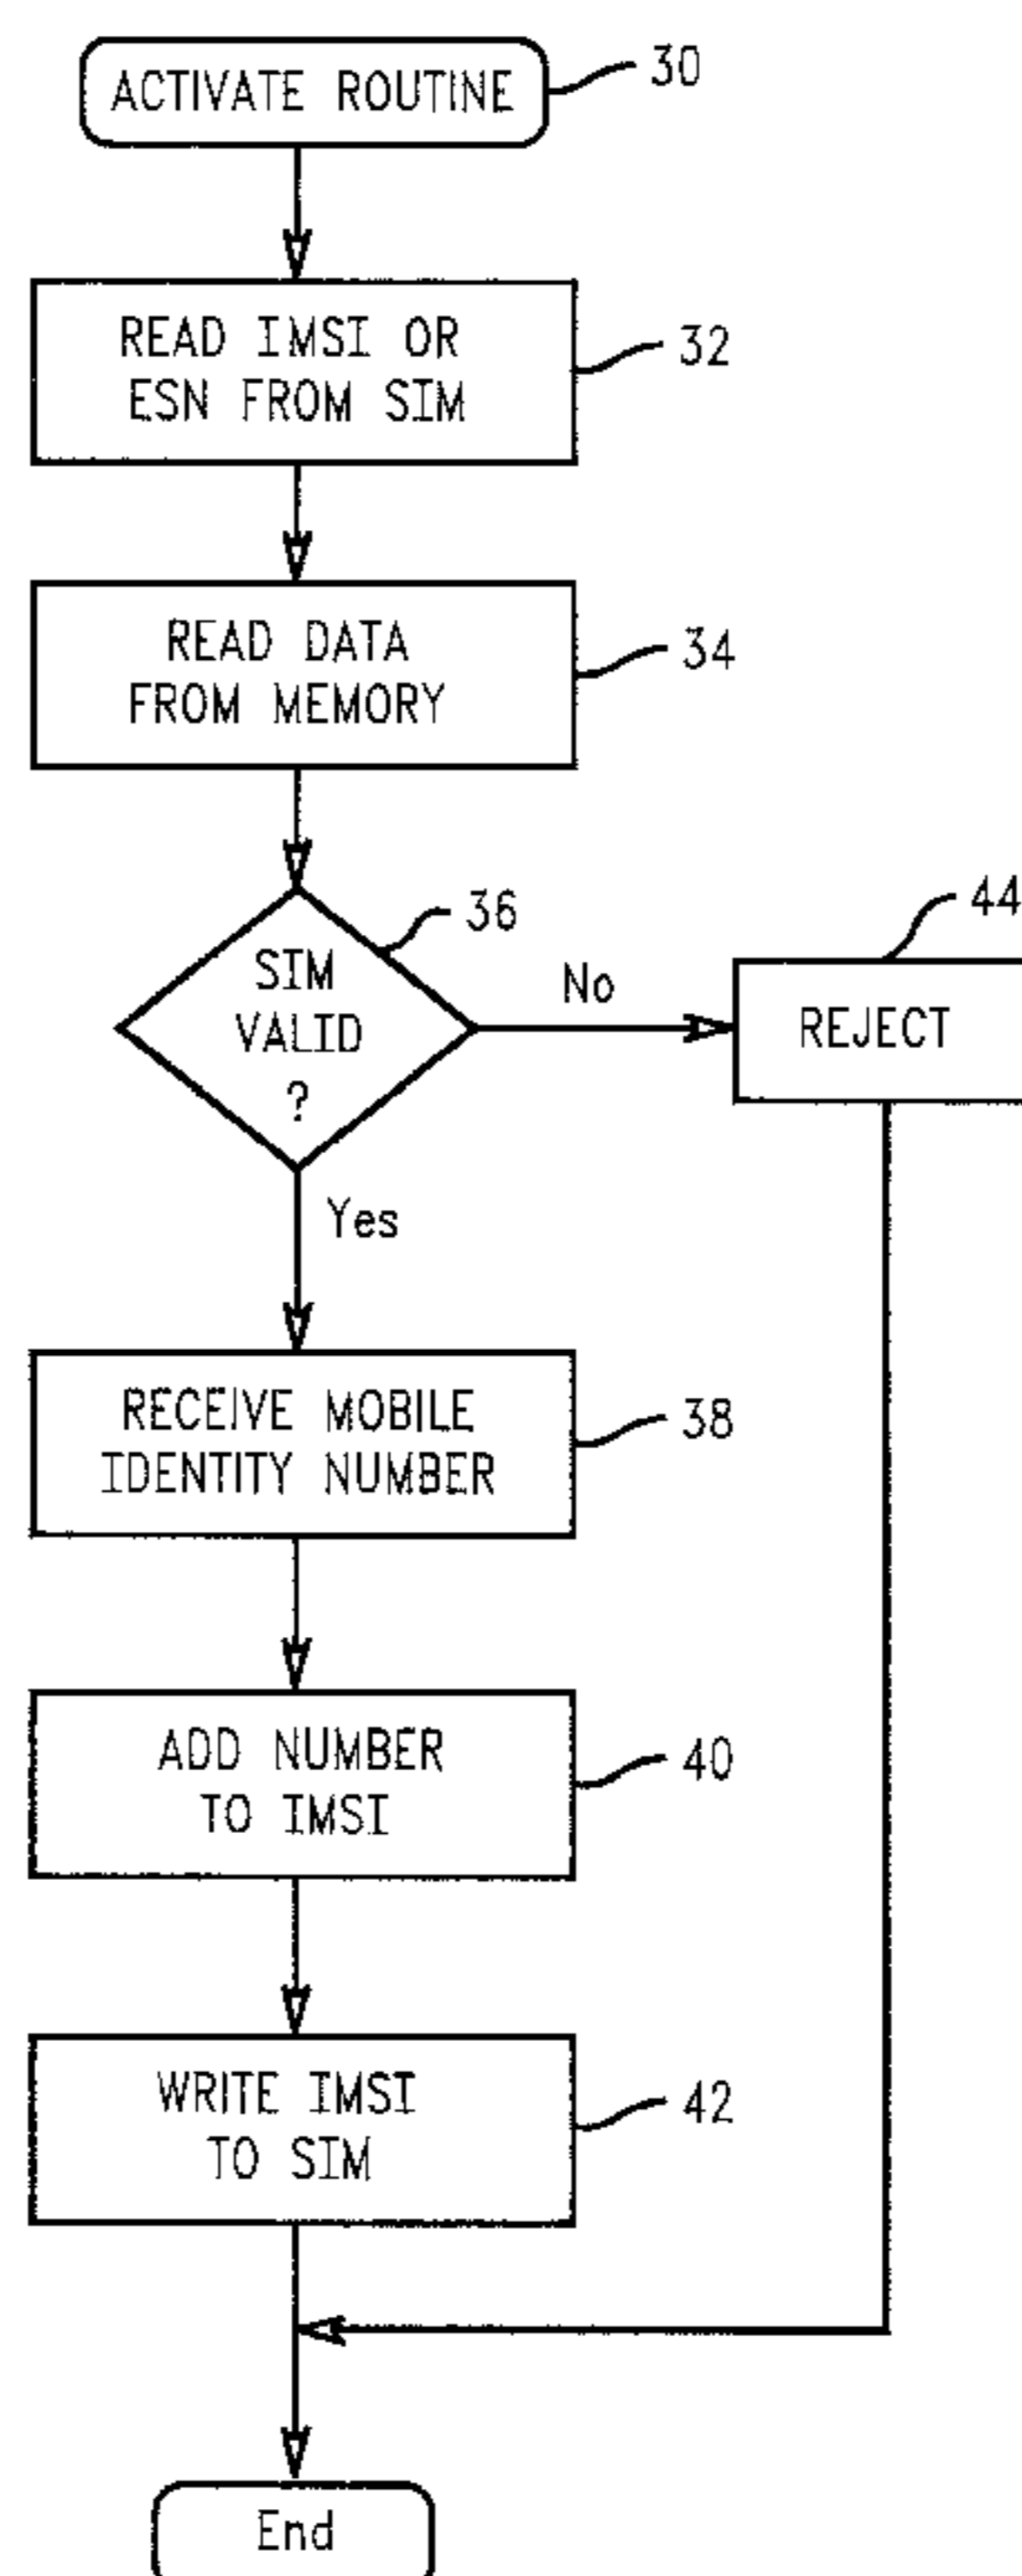 ACTIVATE ROUTINE
30
READ IMSI OR
ESN FROM SIM
32
READ DATA
FROM MEMORY
34
SIM
VALID
?
36
No
44
REJECT
Yes
RECEIVE MOBILE
IDENTITY NUMBER
38
ADD NUMBER
TO IMSI
40
WRITE IMSI
TO SIM
42
End